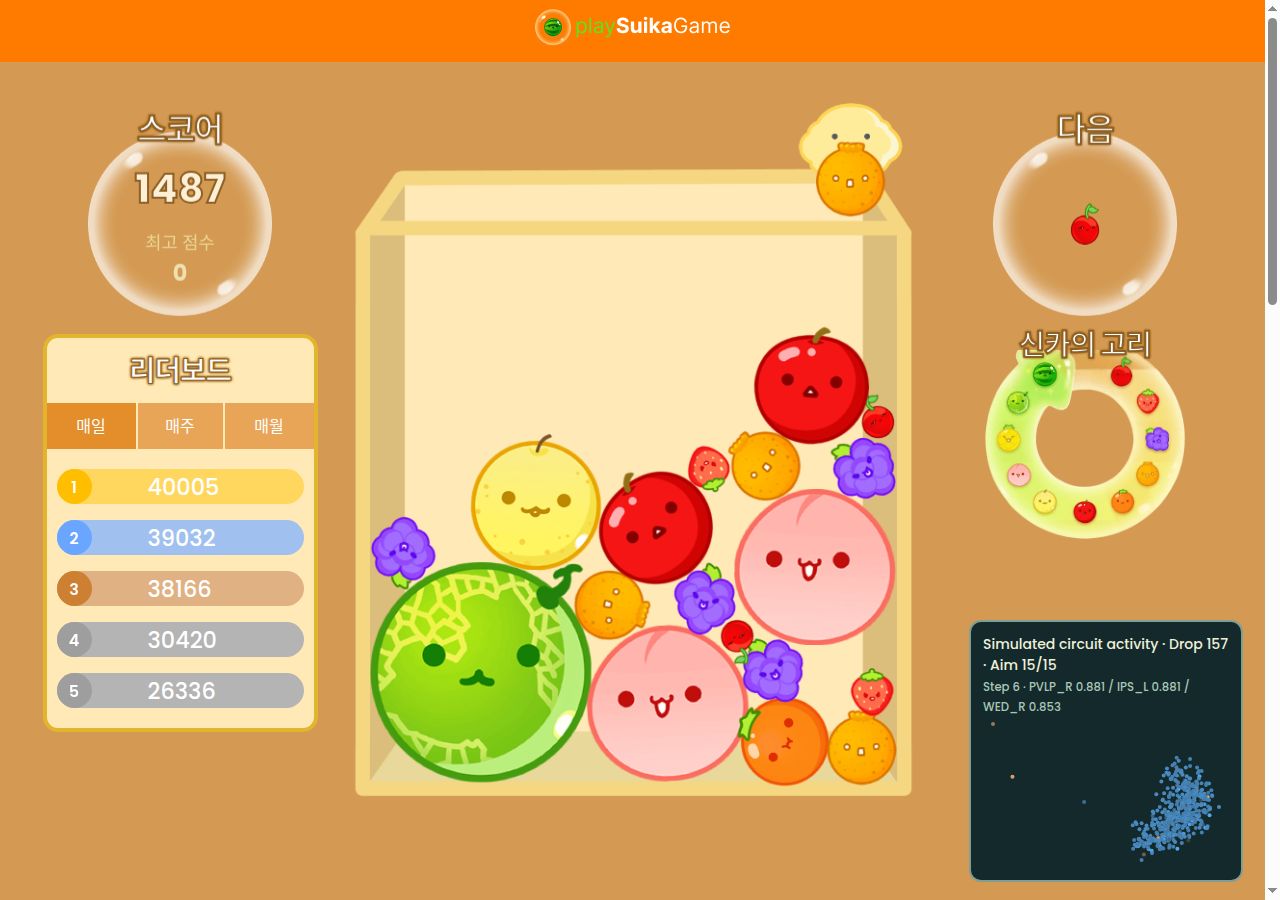 playSuikaGame
스코어
1487
최고 점수
0
다음
신카의 고리
리더보드
매일 매주 매월
1 40005
2 39032
3 38166
4 30420
5 26336
Simulated circuit activity · Drop 157
· Aim 15/15
Step 6 · PVLP_R 0.881 / IPS_L 0.881 /
WED_R 0.853